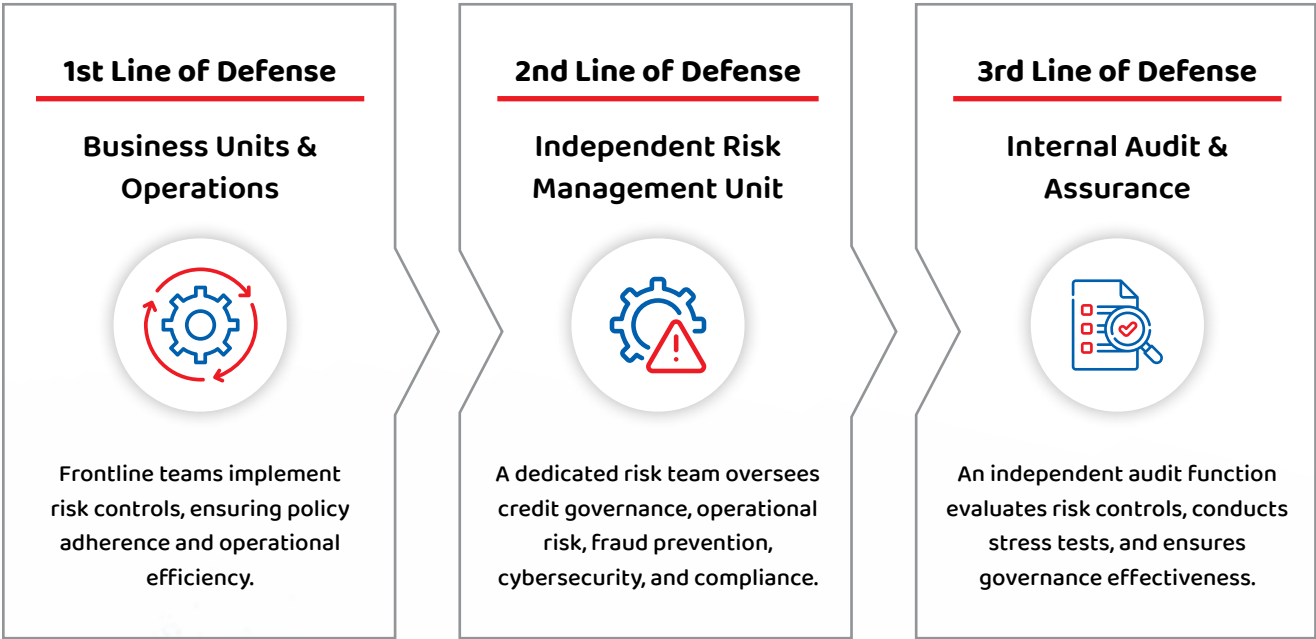 1st Line of Defense
Business Units &
Operations
Frontline teams implement
risk controls, ensuring policy
adherence and operational
efficiency.
2nd Line of Defense
Independent Risk
Management Unit
A dedicated risk team oversees
credit governance, operational
risk, fraud prevention,
cybersecurity, and compliance.
3rd Line of Defense
Internal Audit &
Assurance
An independent audit function
evaluates risk controls, conducts
stress tests, and ensures
governance effectiveness.